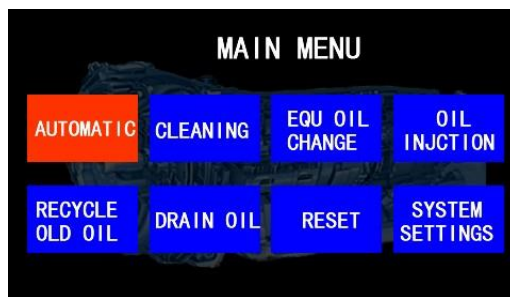 MAIN MENU
AUTOMATIC
CLEANING
EQU OIL
CHANGE
OIL
INJCTION
RECYCLE
OLD OIL
DRAIN OIL
RESET
SYSTEM
SETTINGS